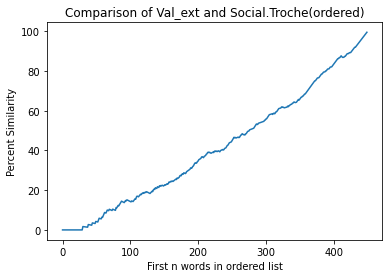 Comparison of Val_ext and Social.Troche(ordered)
Percent Similarity
100
80
60
40
20
0
0 100 200 300 400
First n words in ordered list